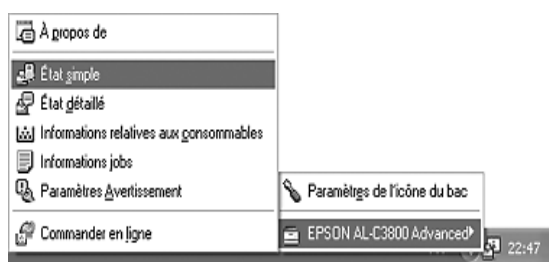 À propos de
État simple
État détaillé
Informations relatives aux consommables
Informations jobs
Paramètres Avertissement
Commander en ligne
Paramètres de l'icône du bac
EPSON AL-C3800 Advanced
22:47